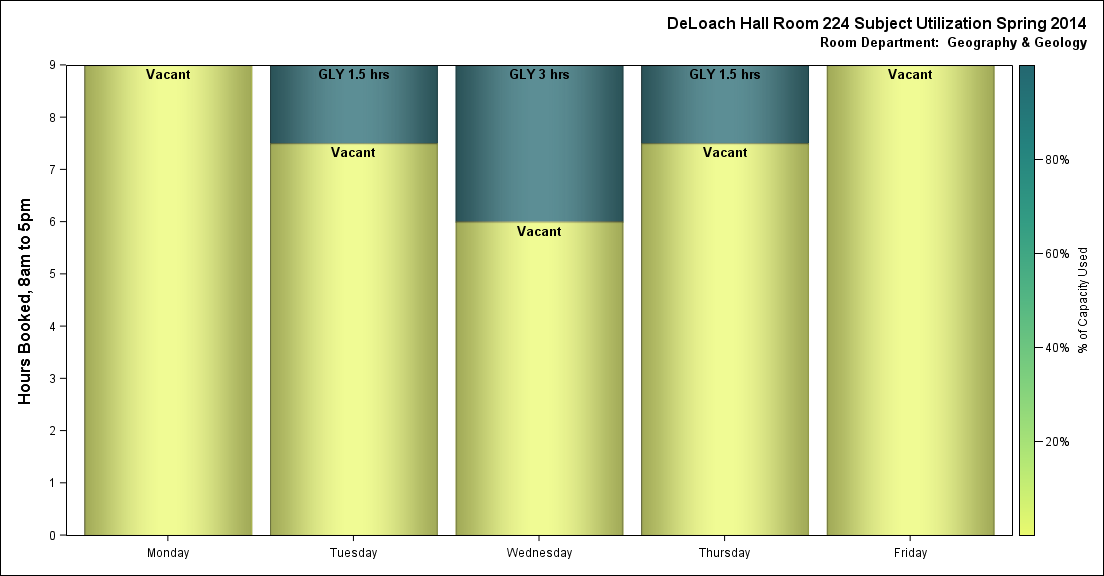 DeLoach Hall Room 224 Subject Utilization Spring 2014
Room Department:  Geography & Geology
Hours Booked, 8am to 5pm
9
8
7
6
5
4
3
2
1
0
Vacant
GLY 1.5 hrs
Vacant
GLY 3 hrs
Vacant
GLY 1.5 hrs
Vacant
Vacant
Monday
Tuesday
Wednesday
Thursday
Friday
80%
60%
40%
20%
% of Capacity Used